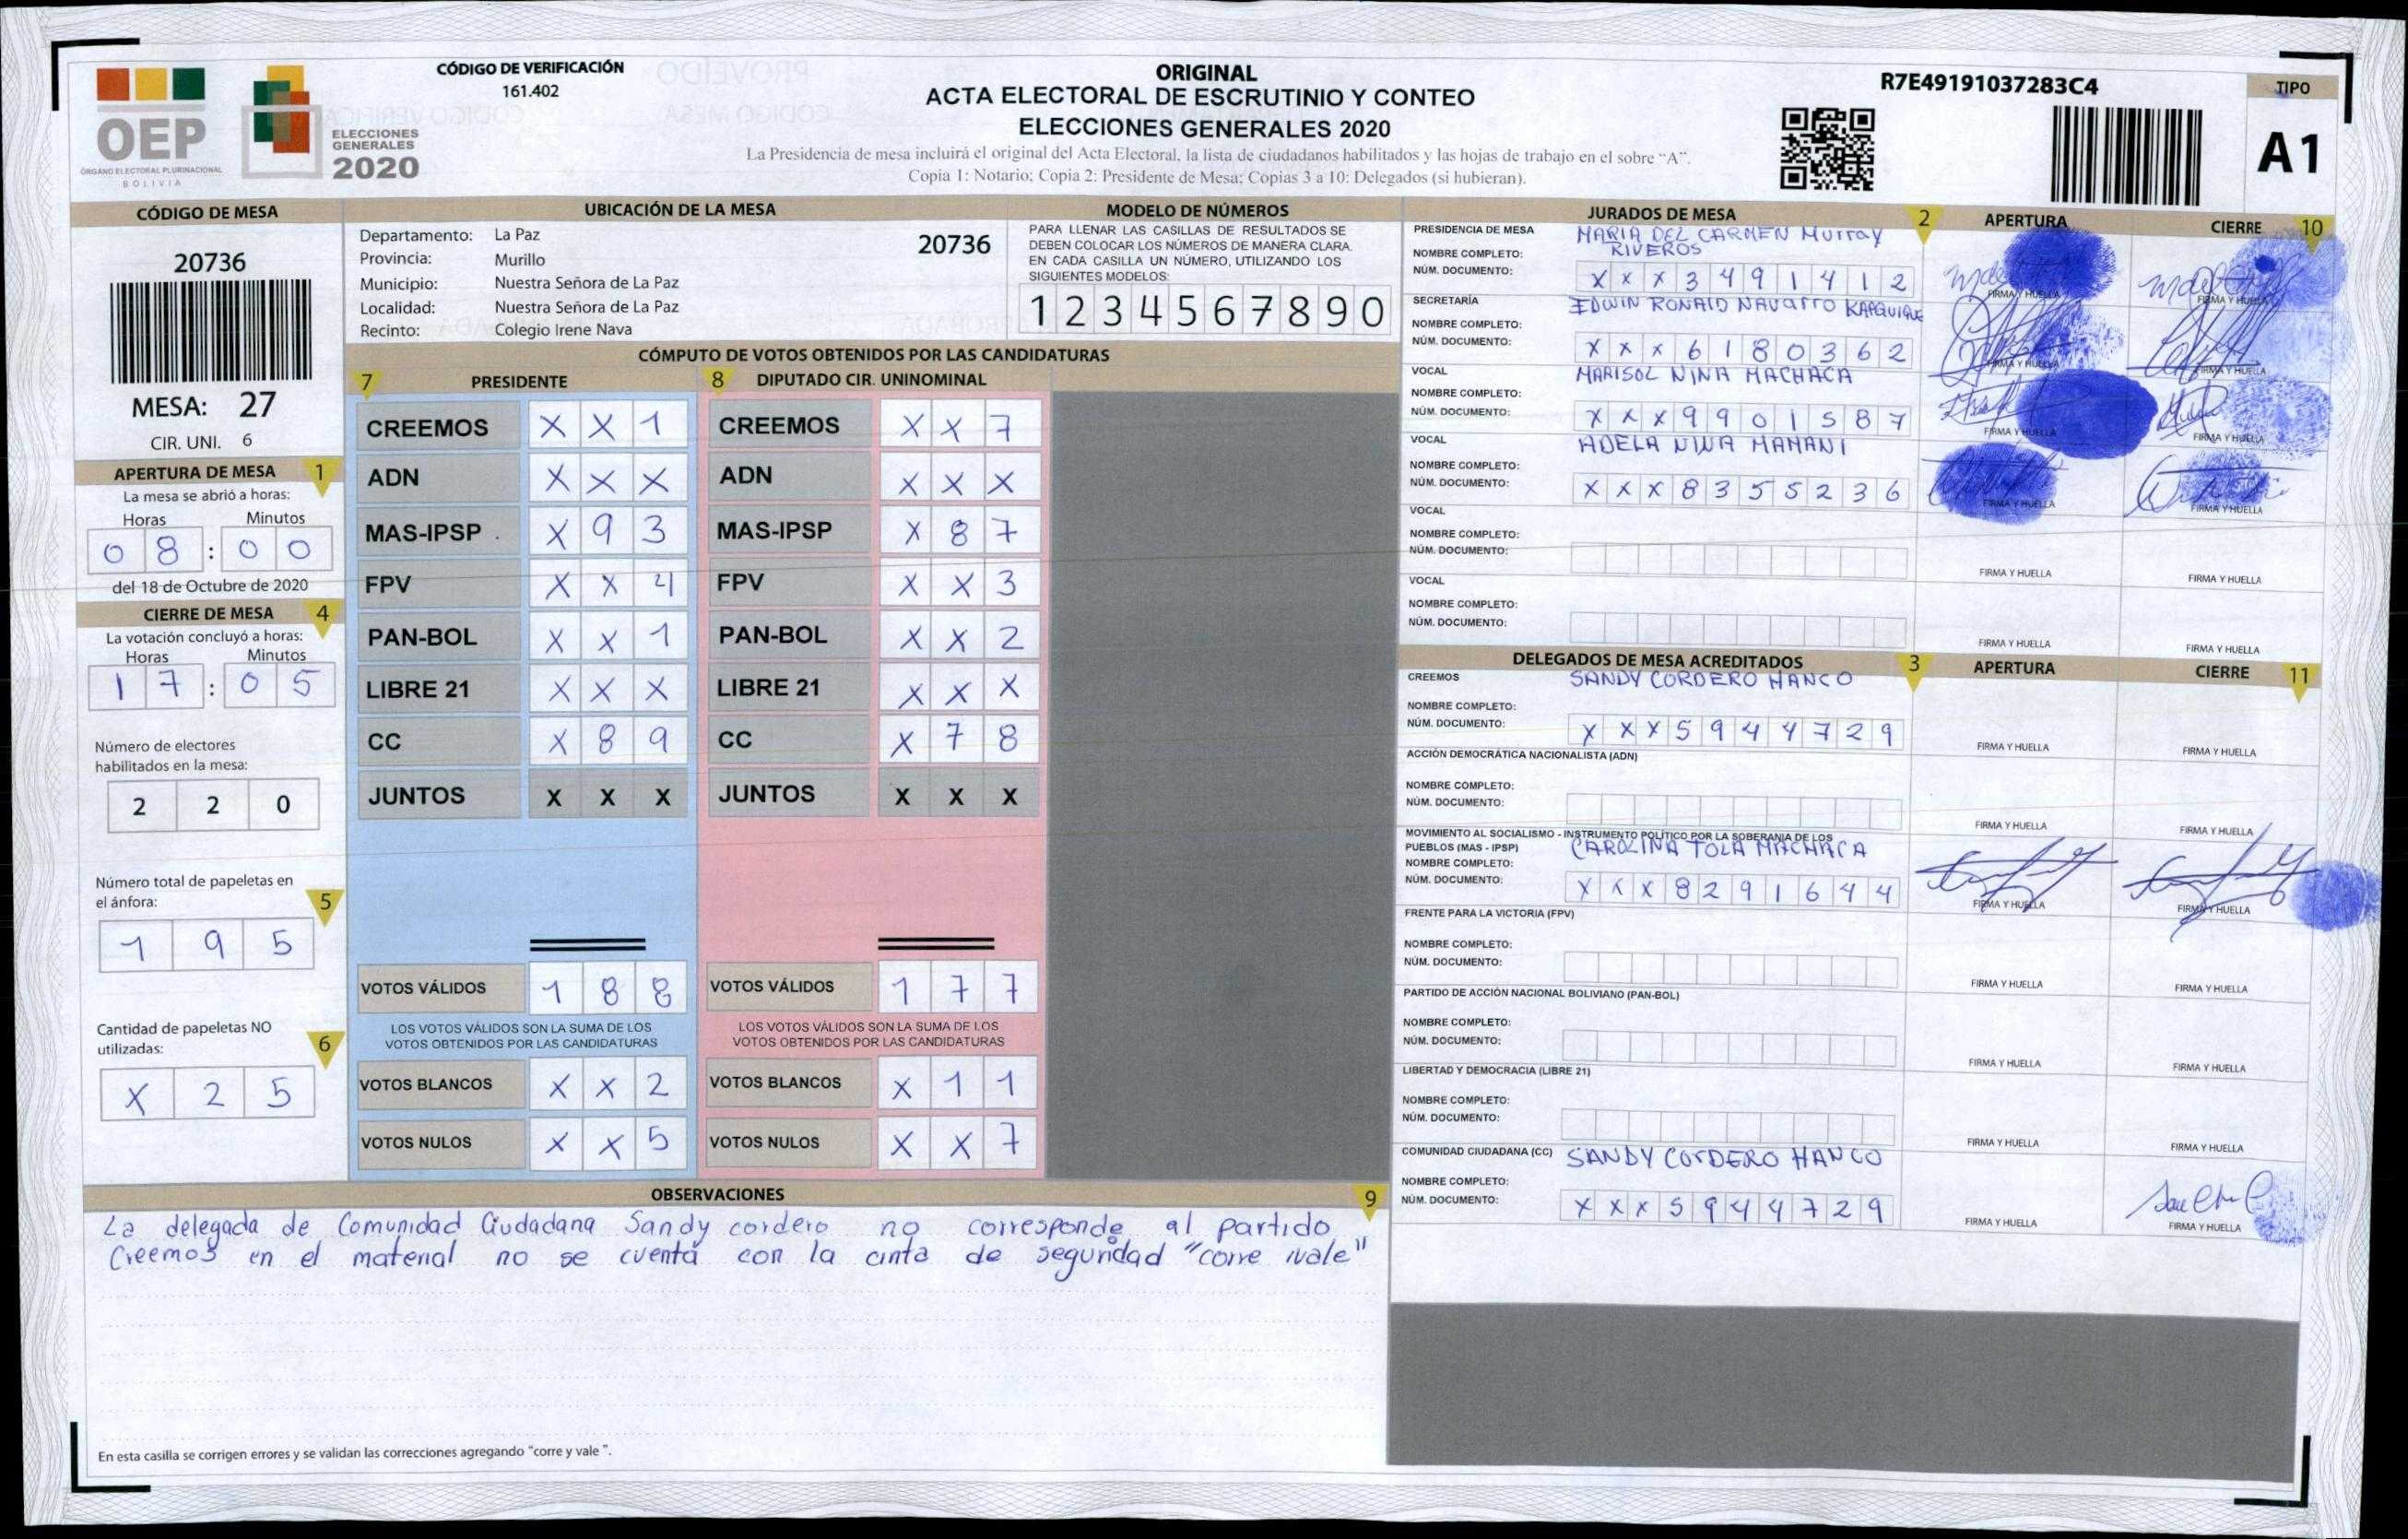 CÓDIGO DE VERIFICACIÓN
161.402
OEP
ÓRGANO ELECTORAL PLURINACIONAL
BOLIVIA
ELECCIONES
GENERALES
2020
ORIGINAL
ACTA ELECTORAL DE ESCRUTINIO Y CONTEO
ELECCIONES GENERALES 2020
La Presidencia de mesa incluirá el original del Acta Electoral, la lista de ciudadanos habilitados y las hojas de trabajo en el sobre “A”.
Copia 1: Notario; Copia 2: Presidente de Mesa; Copias 3 a 10: Delegados (si hubieran).
R7E49191037283C4
TIPO
A1
CÓDIGO DE MESA
20736
MESA: 27
CIR. UNI. 6
APERTURA DE MESA 1
La mesa se abrió a horas:
Horas Minutos
0 8 : 0 0
del 18 de Octubre de 2020
CIERRE DE MESA 4
La votación concluyó a horas:
Horas Minutos
1 7 : 0 5
Número de electores
habilitados en la mesa:
2 2 0
Número total de papeletas en
el ánfora: 5
1 9 5
Cantidad de papeletas NO
utilizadas: 6
X 2 5
UBICACIÓN DE LA MESA
Departamento: La Paz 20736
Provincia: Murillo
Municipio: Nuestra Señora de La Paz
Localidad: Nuestra Señora de La Paz
Recinto: Colegio Irene Nava
MODELO DE NÚMEROS
PARA LLENAR LAS CASILLAS DE RESULTADOS SE
DEBEN COLOCAR LOS NÚMEROS DE MANERA CLARA.
EN CADA CASILLA UN NÚMERO, UTILIZANDO LOS
SIGUIENTES MODELOS:
1 2 3 4 5 6 7 8 9 0
CÓMPUTO DE VOTOS OBTENIDOS POR LAS CANDIDATURAS
7 PRESIDENTE 8 DIPUTADO CIR. UNINOMINAL
CREEMOS X X 1 CREEMOS X X 7
ADN X X X ADN X X X
MAS-IPSP X 9 3 MAS-IPSP X 8 7
FPV X X 4 FPV X X 3
PAN-BOL X X 1 PAN-BOL X X 2
LIBRE 21 X X X LIBRE 21 X X X
CC X 8 9 CC X 7 8
JUNTOS X X X JUNTOS X X X
VOTOS VÁLIDOS 1 8 8 VOTOS VÁLIDOS 1 7 7
LOS VOTOS VÁLIDOS SON LA SUMA DE LOS LOS VOTOS VÁLIDOS SON LA SUMA DE LOS
VOTOS OBTENIDOS POR LAS CANDIDATURAS VOTOS OBTENIDOS POR LAS CANDIDATURAS
VOTOS BLANCOS X X 2 VOTOS BLANCOS X 1 1
VOTOS NULOS X X 5 VOTOS NULOS X X 7
OBSERVACIONES 9
La delegada de Comunidad Ciudadana Sandy cordero no corresponde al partido
Creemos en el material no se cuenta con la cinta de seguridad "corre ivale"
En esta casilla se corrigen errores y se validan las correcciones agregando “corre y vale ”.
JURADOS DE MESA 2 APERTURA CIERRE 10
PRESIDENCIA DE MESA MARIA DEL CARMEN Murray
NOMBRE COMPLETO: RIVEROS
NÚM. DOCUMENTO: X X X 3 4 9 1 4 1 2
FIRMA Y HUELLA FIRMA Y HUELLA
SECRETARÍA EDWIN RONALD Navarro KAPQUIQUE
NOMBRE COMPLETO:
NÚM. DOCUMENTO: X X X 6 1 8 0 3 6 2
FIRMA Y HUELLA FIRMA Y HUELLA
VOCAL MARISOL NINA MACHACA
NOMBRE COMPLETO:
NÚM. DOCUMENTO: X X X 9 9 0 1 5 8 7
FIRMA Y HUELLA FIRMA Y HUELLA
VOCAL ADELA NINA MAMANI
NOMBRE COMPLETO:
NÚM. DOCUMENTO: X X X 8 3 5 5 2 3 6
FIRMA Y HUELLA FIRMA Y HUELLA
VOCAL
NOMBRE COMPLETO:
NÚM. DOCUMENTO:
FIRMA Y HUELLA FIRMA Y HUELLA
VOCAL
NOMBRE COMPLETO:
NÚM. DOCUMENTO:
FIRMA Y HUELLA FIRMA Y HUELLA
DELEGADOS DE MESA ACREDITADOS 3 APERTURA CIERRE 11
CREEMOS SANDY CORDERO HANCO
NOMBRE COMPLETO:
NÚM. DOCUMENTO: X X X 5 9 4 4 7 2 9
FIRMA Y HUELLA FIRMA Y HUELLA
ACCIÓN DEMOCRÁTICA NACIONALISTA (ADN)
NOMBRE COMPLETO:
NÚM. DOCUMENTO:
FIRMA Y HUELLA FIRMA Y HUELLA
MOVIMIENTO AL SOCIALISMO - INSTRUMENTO POLÍTICO POR LA SOBERANIA DE LOS
PUEBLOS (MAS - IPSP) CAROLINA TOLA MACHACA
NOMBRE COMPLETO:
NÚM. DOCUMENTO: X X X 8 2 9 1 6 4 4
FIRMA Y HUELLA FIRMA Y HUELLA
FRENTE PARA LA VICTORIA (FPV)
NOMBRE COMPLETO:
NÚM. DOCUMENTO:
FIRMA Y HUELLA FIRMA Y HUELLA
PARTIDO DE ACCIÓN NACIONAL BOLIVIANO (PAN-BOL)
NOMBRE COMPLETO:
NÚM. DOCUMENTO:
FIRMA Y HUELLA FIRMA Y HUELLA
LIBERTAD Y DEMOCRACIA (LIBRE 21)
NOMBRE COMPLETO:
NÚM. DOCUMENTO:
FIRMA Y HUELLA FIRMA Y HUELLA
COMUNIDAD CIUDADANA (CC) SANDY CORDERO HANCO
NOMBRE COMPLETO:
NÚM. DOCUMENTO: X X X 5 9 4 4 7 2 9
FIRMA Y HUELLA FIRMA Y HUELLA